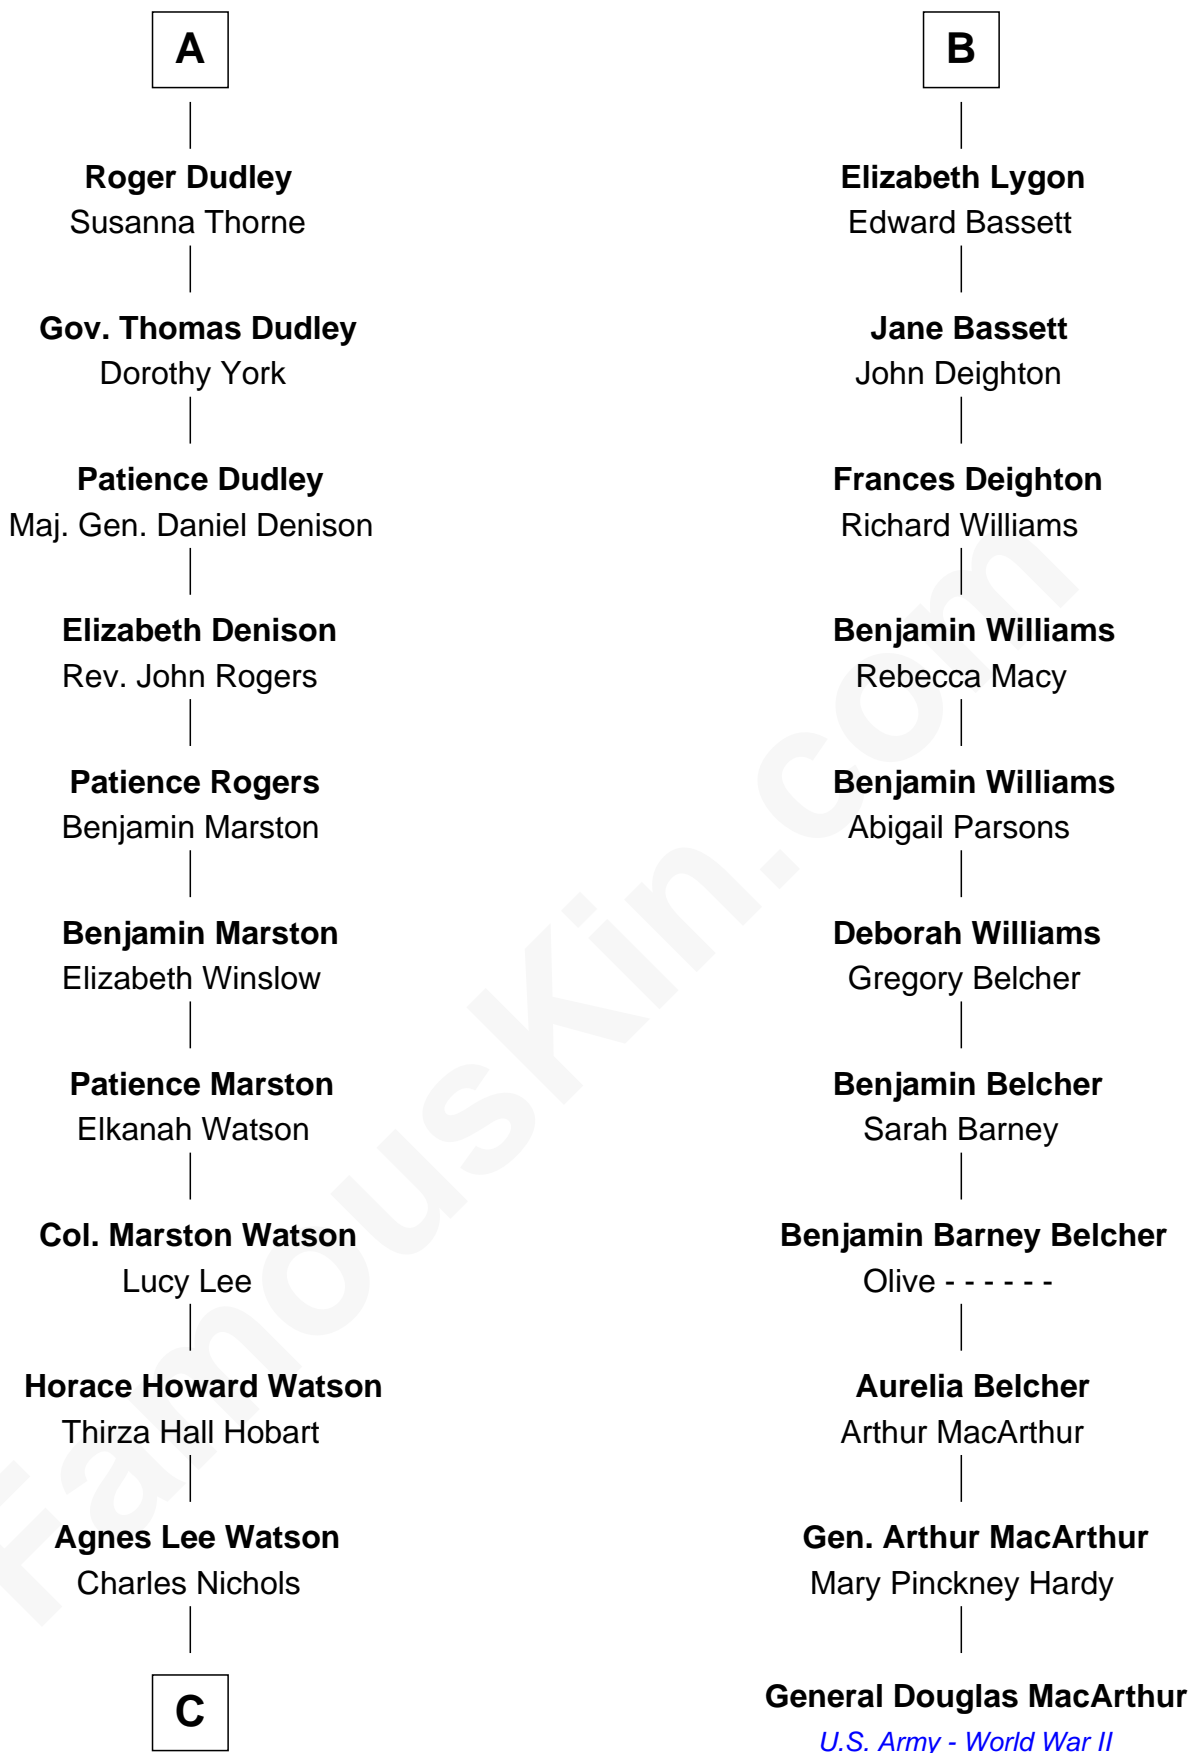 A
Roger Dudley
Susanna Thorne
Gov. Thomas Dudley
Dorothy York
Patience Dudley
Maj. Gen. Daniel Denison
Elizabeth Denison
Rev. John Rogers
Patience Rogers
Benjamin Marston
Benjamin Marston
Elizabeth Winslow
Patience Marston
Elkanah Watson
Col. Marston Watson
Lucy Lee
Horace Howard Watson
Thirza Hall Hobart
Agnes Lee Watson
Charles Nichols
C
B
Elizabeth Lygon
Edward Bassett
Jane Bassett
John Deighton
Frances Deighton
Richard Williams
Benjamin Williams
Rebecca Macy
Benjamin Williams
Abigail Parsons
Deborah Williams
Gregory Belcher
Benjamin Belcher
Sarah Barney
Benjamin Barney Belcher
Olive - - - - - -
Aurelia Belcher
Arthur MacArthur
Gen. Arthur MacArthur
Mary Pinckney Hardy
General Douglas MacArthur
U.S. Army - World War II
FamousKin.com